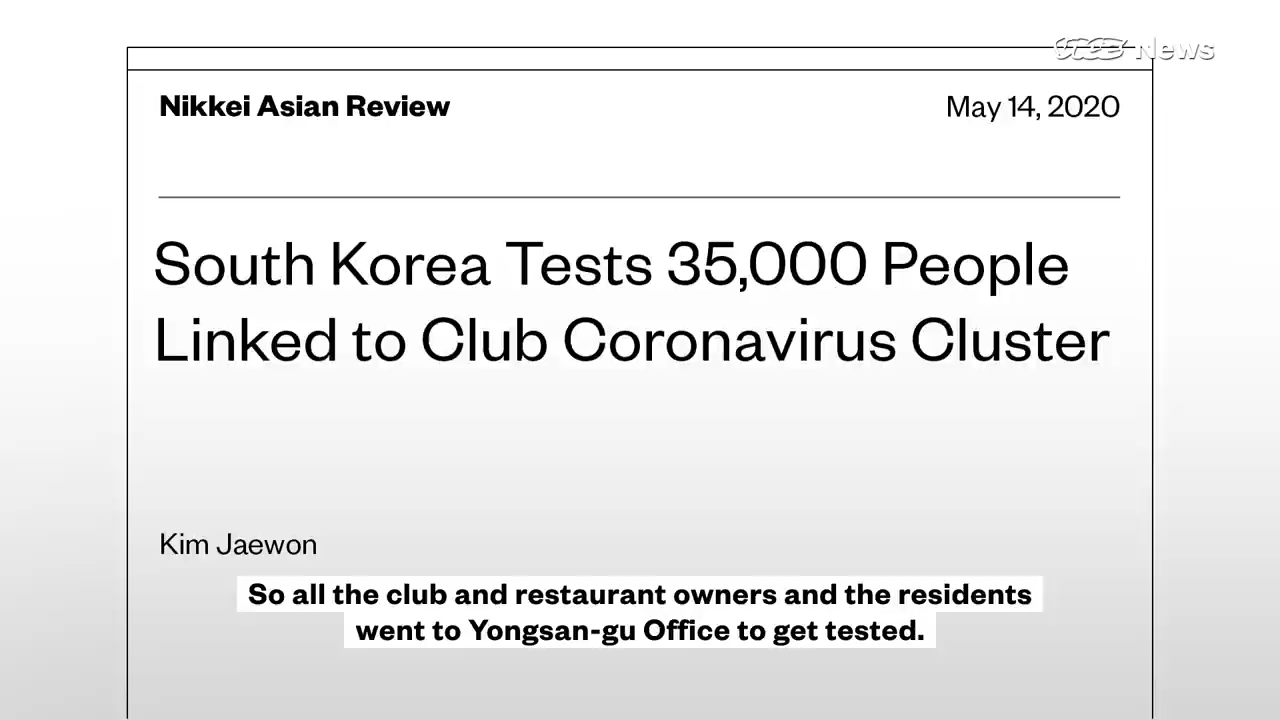 VICE News
Nikkei Asian Review
May 14, 2020
South Korea Tests 35,000 People
Linked to Club Coronavirus Cluster
Kim Jaewon
So all the club and restaurant owners and the residents
went to Yongsan-gu Office to get tested.